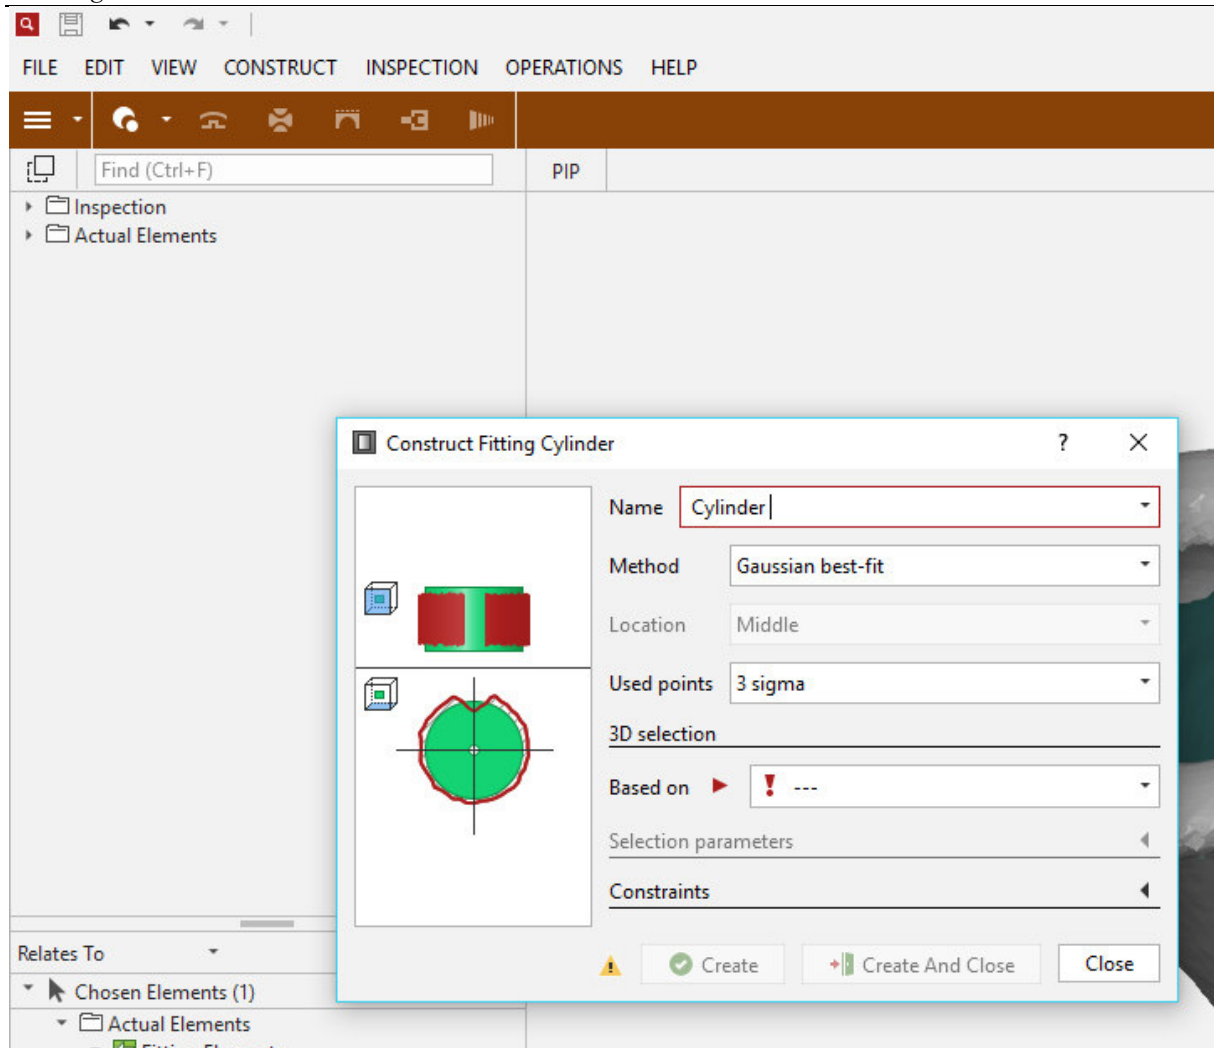 FILE EDIT VIEW CONSTRUCT INSPECTION OPERATIONS HELP
Find (Ctrl+F)
PIP
Inspection
Actual Elements
Construct Fitting Cylinder ?
Name Cylinder
Method Gaussian best-fit
Location Middle
Used points 3 sigma
3D selection
Based on ---
Selection parameters
Constraints
Create Create And Close Close
Relates To
Chosen Elements (1)
Actual Elements